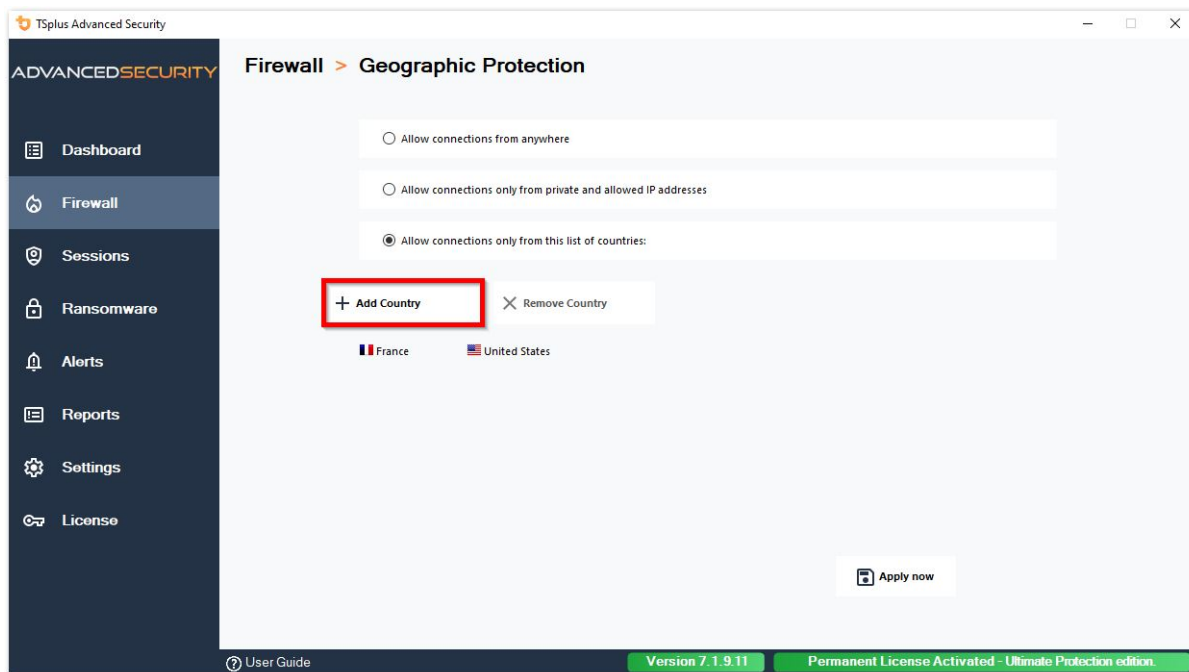 TSplus Advanced Security
ADVANCEDSECURITY
Firewall > Geographic Protection
Dashboard
Firewall
Sessions
Ransomware
Alerts
Reports
Settings
License
Allow connections from anywhere
Allow connections only from private and allowed IP addresses
Allow connections only from this list of countries:
Add Country
Remove Country
France
United States
Apply now
User Guide
Version 7.1.9.11
Permanent License Activated - Ultimate Protection edition.